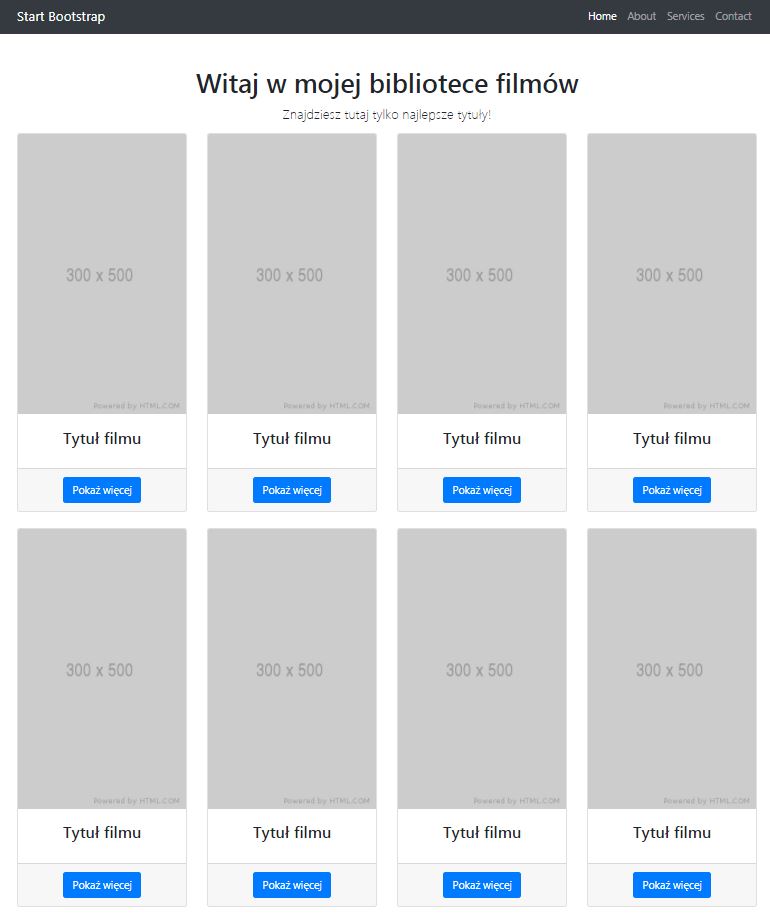 Start Bootstrap Home About Services Contact
Witaj w mojej bibliotece filmów
Znajdziesz tutaj tylko najlepsze tytuły!
300 x 500 300 x 500 300 x 500 300 x 500
Powered by HTML.COM Powered by HTML.COM Powered by HTML.COM Powered by HTML.COM
Tytuł filmu Tytuł filmu Tytuł filmu Tytuł filmu
Pokaż więcej Pokaż więcej Pokaż więcej Pokaż więcej
300 x 500 300 x 500 300 x 500 300 x 500
Powered by HTML.COM Powered by HTML.COM Powered by HTML.COM Powered by HTML.COM
Tytuł filmu Tytuł filmu Tytuł filmu Tytuł filmu
Pokaż więcej Pokaż więcej Pokaż więcej Pokaż więcej